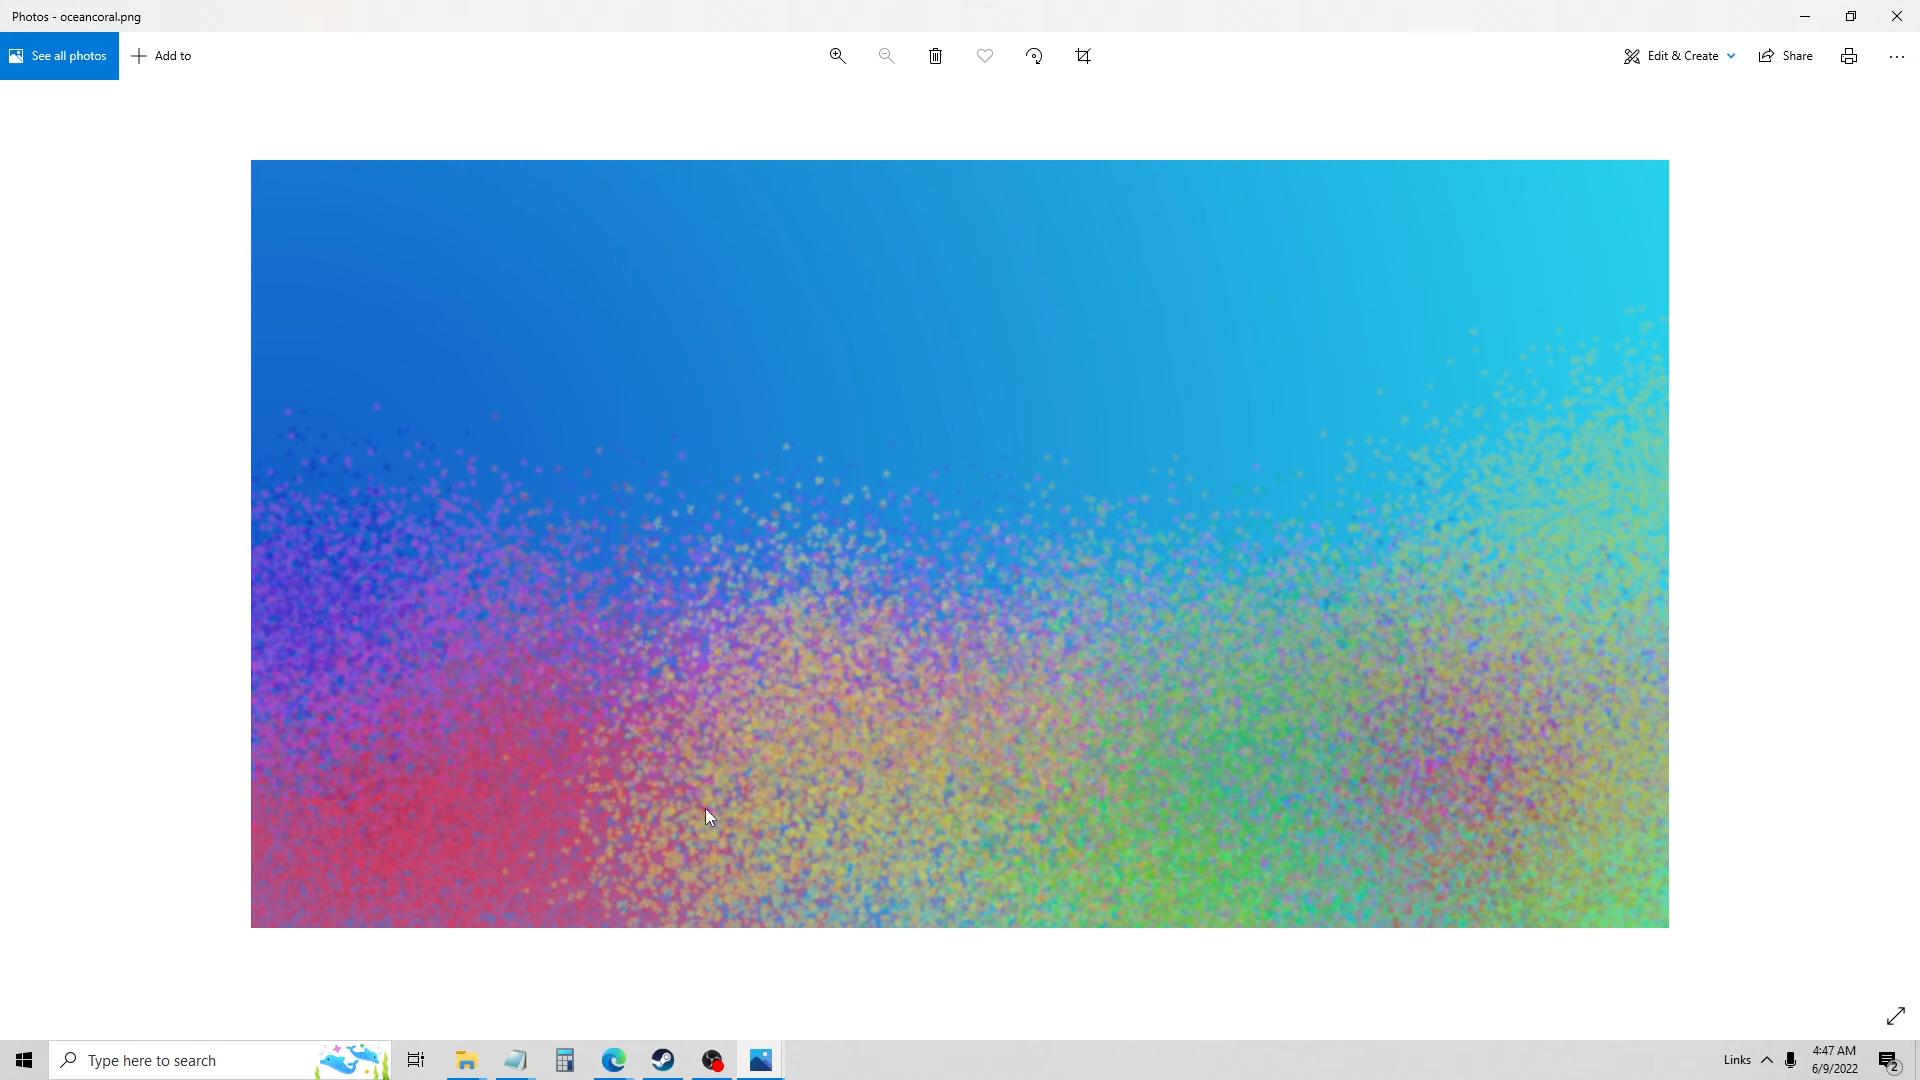 Photos - oceancoral.png
See all photos
Add to
Edit & Create
Share
Type here to search
Links
4:47 AM
6/9/2022
2